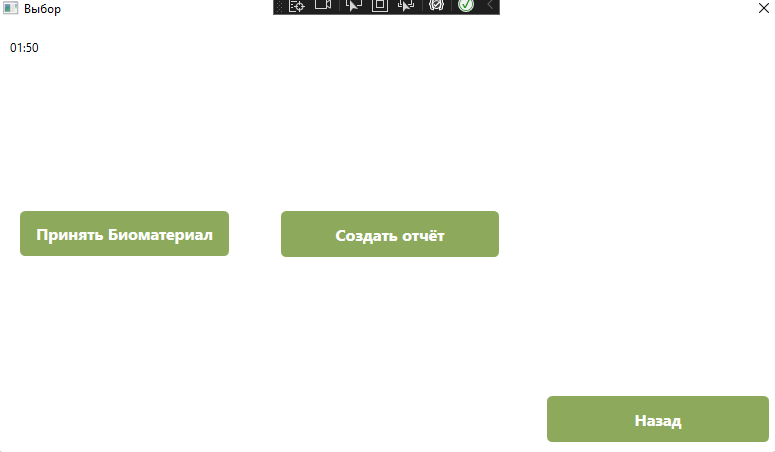 Выбор
01:50
Принять Биоматериал
Создать отчёт
Назад